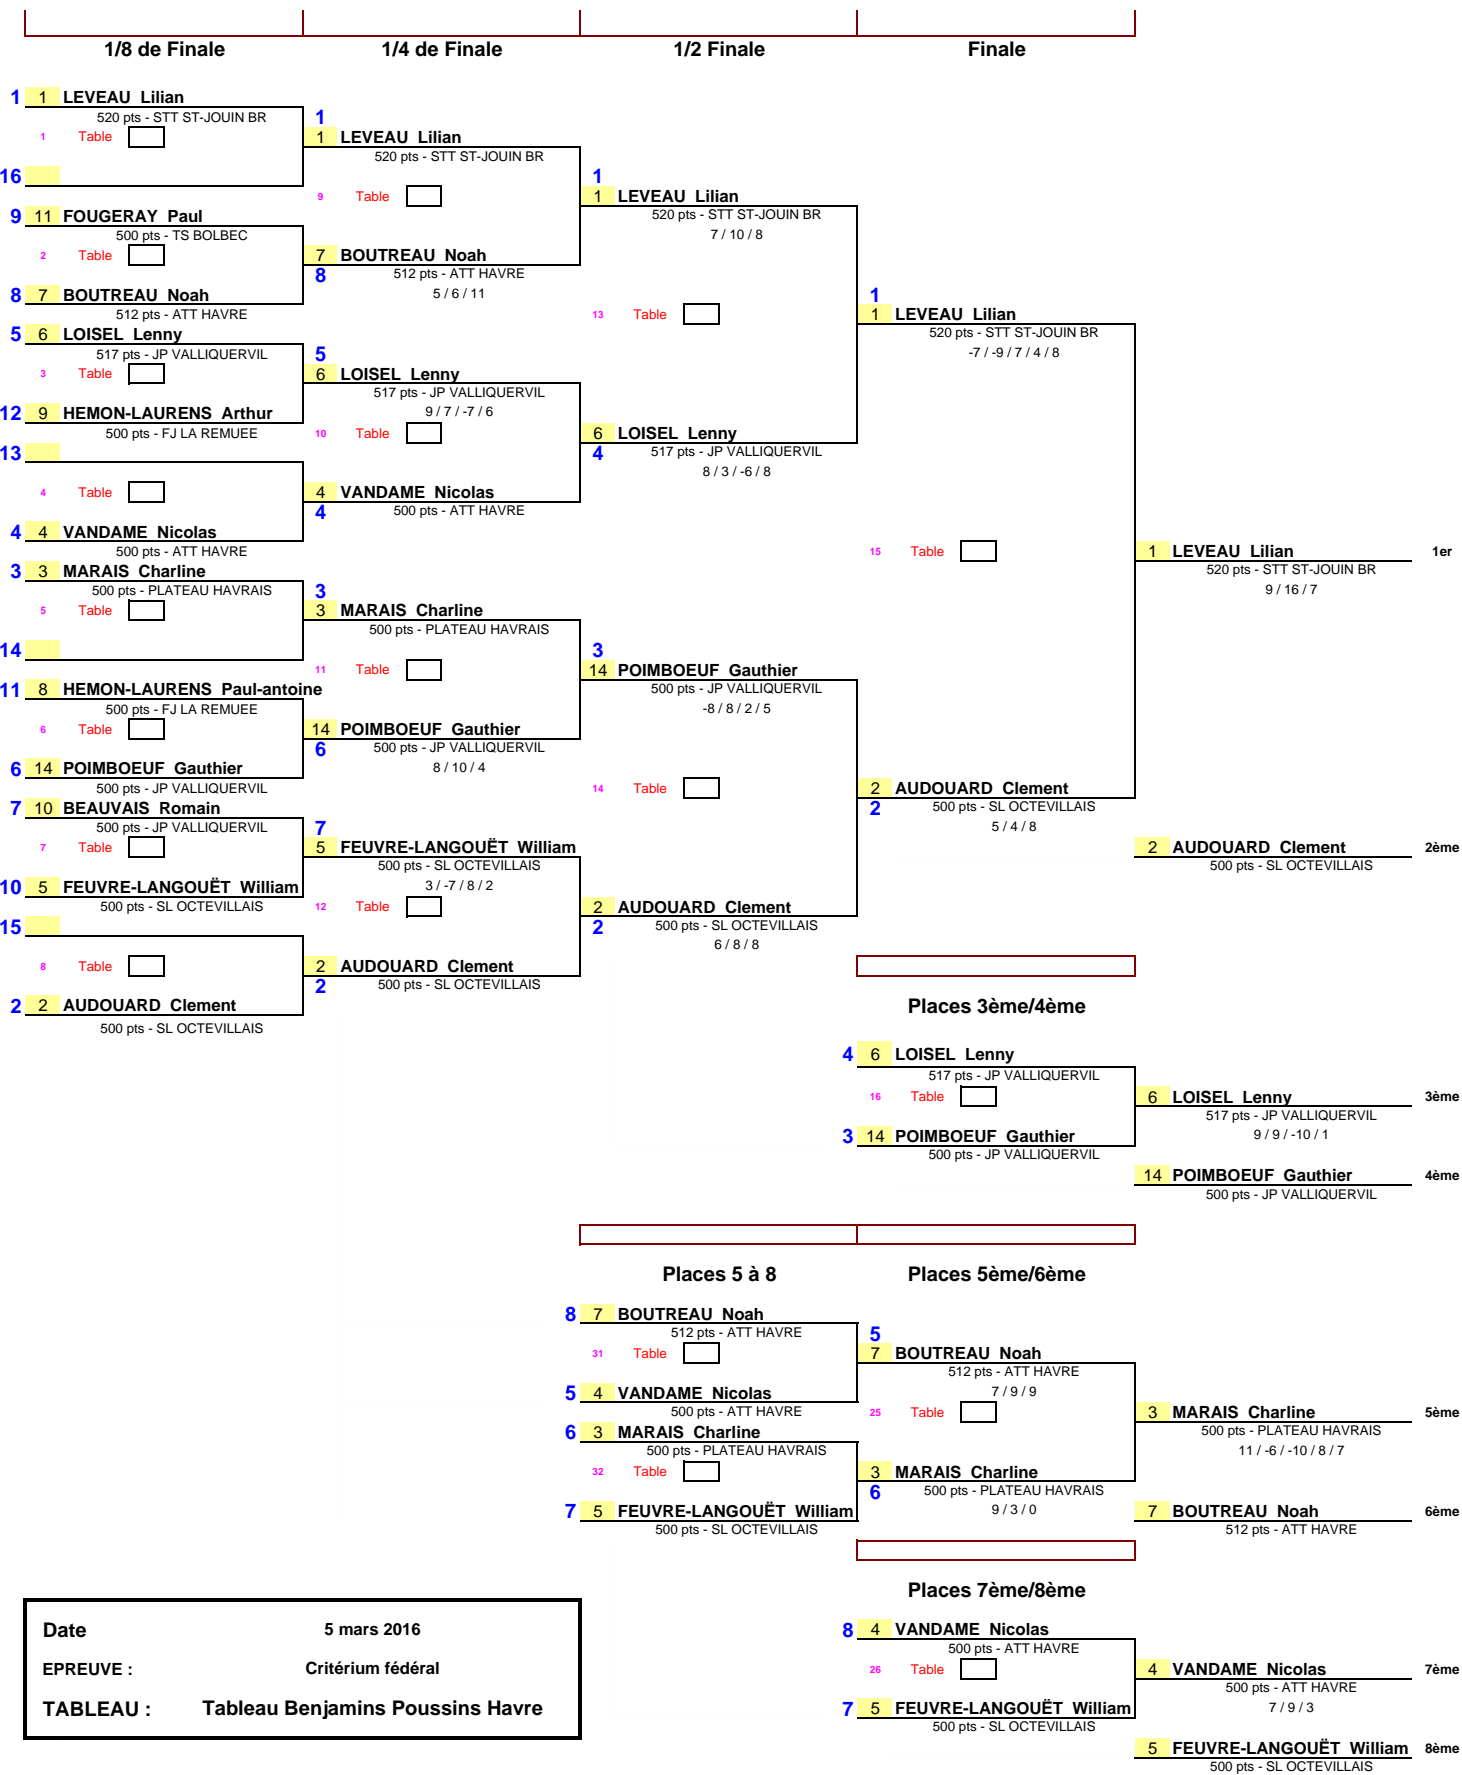 1/8 de Finale 1/4 de Finale 1/2 Finale Finale
1 1 LEVEAU Lilian
520 pts - STT ST-JOUIN BR
1 Table
16
9 11 FOUGERAY Paul
500 pts - TS BOLBEC
2 Table
8 7 BOUTREAU Noah
512 pts - ATT HAVRE
5 6 LOISEL Lenny
517 pts - JP VALLIQUERVIL
3 Table
12 9 HEMON-LAURENS Arthur
500 pts - FJ LA REMUEE
13
4 Table
4 4 VANDAME Nicolas
500 pts - ATT HAVRE
3 3 MARAIS Charline
500 pts - PLATEAU HAVRAIS
5 Table
14
11 8 HEMON-LAURENS Paul-antoine
500 pts - FJ LA REMUEE
6 Table
6 14 POIMBOEUF Gauthier
500 pts - JP VALLIQUERVIL
7 10 BEAUVAIS Romain
500 pts - JP VALLIQUERVIL
7 Table
10 5 FEUVRE-LANGOUËT William
500 pts - SL OCTEVILLAIS
15
8 Table
2 2 AUDOUARD Clement
500 pts - SL OCTEVILLAIS
1
1 LEVEAU Lilian
520 pts - STT ST-JOUIN BR
9 Table
7 BOUTREAU Noah
8 512 pts - ATT HAVRE
5 / 6 / 11
5
6 LOISEL Lenny
517 pts - JP VALLIQUERVIL
9 / 7 / -7 / 6
10 Table
4 VANDAME Nicolas
4 500 pts - ATT HAVRE
3
3 MARAIS Charline
500 pts - PLATEAU HAVRAIS
11 Table
14 POIMBOEUF Gauthier
6 500 pts - JP VALLIQUERVIL
8 / 10 / 4
7
5 FEUVRE-LANGOUËT William
500 pts - SL OCTEVILLAIS
3 / -7 / 8 / 2
12 Table
2 AUDOUARD Clement
2 500 pts - SL OCTEVILLAIS
1
1 LEVEAU Lilian
520 pts - STT ST-JOUIN BR
7 / 10 / 8
13 Table
6 LOISEL Lenny
4 517 pts - JP VALLIQUERVIL
8 / 3 / -6 / 8
3
14 POIMBOEUF Gauthier
500 pts - JP VALLIQUERVIL
-8 / 8 / 2 / 5
14 Table
2 AUDOUARD Clement
2 500 pts - SL OCTEVILLAIS
6 / 8 / 8
1
1 LEVEAU Lilian
520 pts - STT ST-JOUIN BR
-7 / -9 / 7 / 4 / 8
15 Table
2 AUDOUARD Clement
2 500 pts - SL OCTEVILLAIS
5 / 4 / 8
1 LEVEAU Lilian 1er
520 pts - STT ST-JOUIN BR
9 / 16 / 7
2 AUDOUARD Clement 2ème
500 pts - SL OCTEVILLAIS
Places 3ème/4ème
4 6 LOISEL Lenny
517 pts - JP VALLIQUERVIL
16 Table
3 14 POIMBOEUF Gauthier
500 pts - JP VALLIQUERVIL
6 LOISEL Lenny 3ème
517 pts - JP VALLIQUERVIL
9 / 9 / -10 / 1
14 POIMBOEUF Gauthier 4ème
500 pts - JP VALLIQUERVIL
Places 5 à 8 Places 5ème/6ème
8 7 BOUTREAU Noah
512 pts - ATT HAVRE
31 Table
5 4 VANDAME Nicolas
500 pts - ATT HAVRE
6 3 MARAIS Charline
500 pts - PLATEAU HAVRAIS
32 Table
7 5 FEUVRE-LANGOUËT William
500 pts - SL OCTEVILLAIS
5
7 BOUTREAU Noah
512 pts - ATT HAVRE
7 / 9 / 9
25 Table
3 MARAIS Charline
6 500 pts - PLATEAU HAVRAIS
9 / 3 / 0
3 MARAIS Charline 5ème
500 pts - PLATEAU HAVRAIS
11 / -6 / -10 / 8 / 7
7 BOUTREAU Noah 6ème
512 pts - ATT HAVRE
Places 7ème/8ème
8 4 VANDAME Nicolas
500 pts - ATT HAVRE
26 Table
7 5 FEUVRE-LANGOUËT William
500 pts - SL OCTEVILLAIS
4 VANDAME Nicolas 7ème
500 pts - ATT HAVRE
7 / 9 / 3
5 FEUVRE-LANGOUËT William 8ème
500 pts - SL OCTEVILLAIS
Date 5 mars 2016
EPREUVE : Critérium fédéral
TABLEAU : Tableau Benjamins Poussins Havre